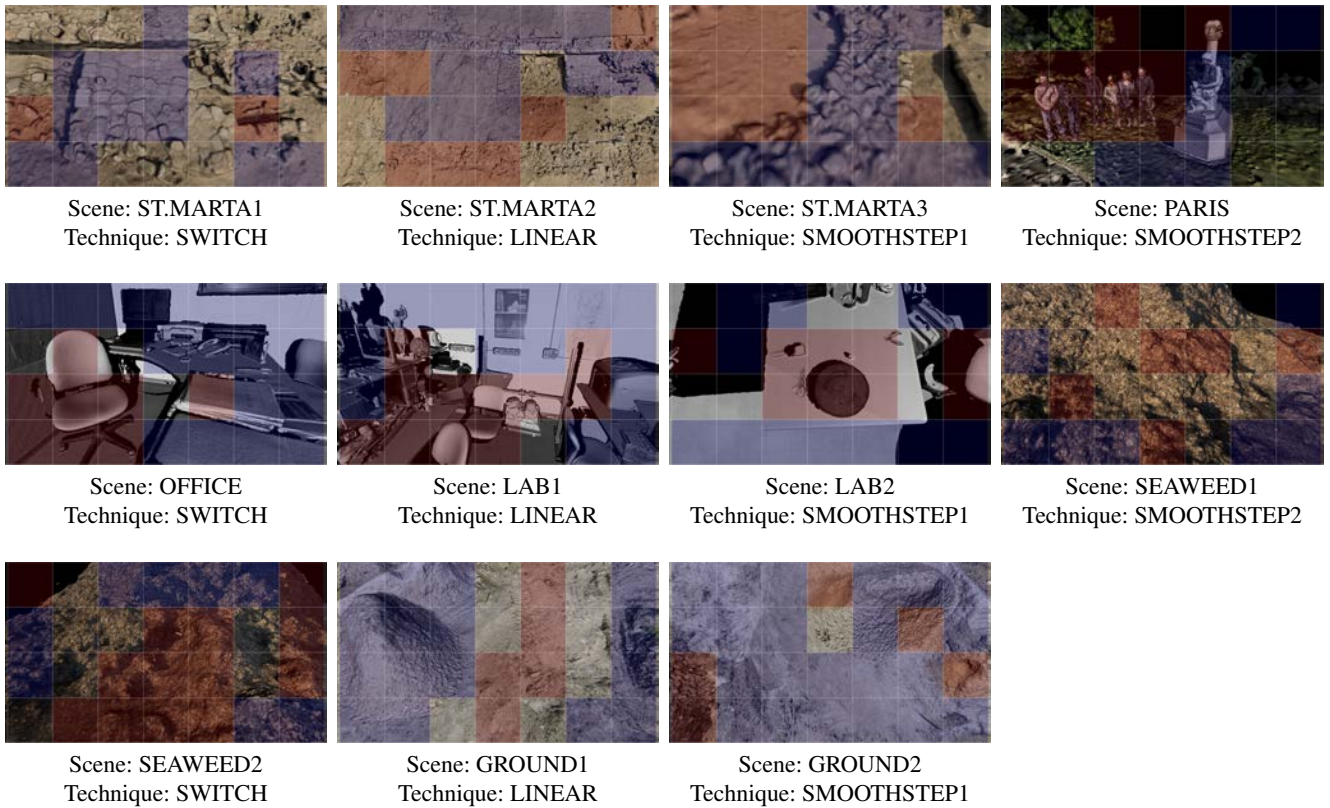 Scene: ST.MARTA1
Technique: SWITCH
Scene: ST.MARTA2
Technique: LINEAR
Scene: ST.MARTA3
Technique: SMOOTHSTEP1
Scene: PARIS
Technique: SMOOTHSTEP2
Scene: OFFICE
Technique: SWITCH
Scene: LAB1
Technique: LINEAR
Scene: LAB2
Technique: SMOOTHSTEP1
Scene: SEAWEED1
Technique: SMOOTHSTEP2
Scene: SEAWEED2
Technique: SWITCH
Scene: GROUND1
Technique: LINEAR
Scene: GROUND2
Technique: SMOOTHSTEP1